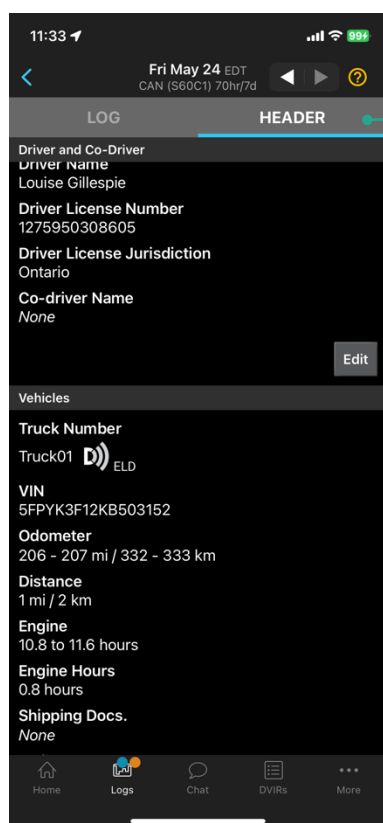 11:33
99+
Fri May 24 EDT
CAN (S60C1) 70hr/7d
LOG
HEADER
Driver and Co-Driver
Driver Name
Louise Gillespie
Driver License Number
1275950308605
Driver License Jurisdiction
Ontario
Co-driver Name
None
Edit
Vehicles
Truck Number
Truck01 D ELD
VIN
5FPYK3F12KB503152
Odometer
206 - 207 mi / 332 - 333 km
Distance
1 mi / 2 km
Engine
10.8 to 11.6 hours
Engine Hours
0.8 hours
Shipping Docs.
None
Home
Logs
Chat
DVIRs
More